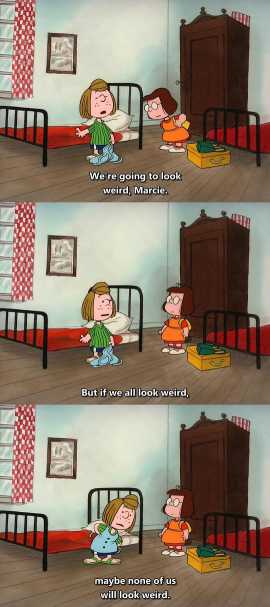 We're going to look
weird, Marcie.
But if we all look weird,
maybe none of us
will look weird.